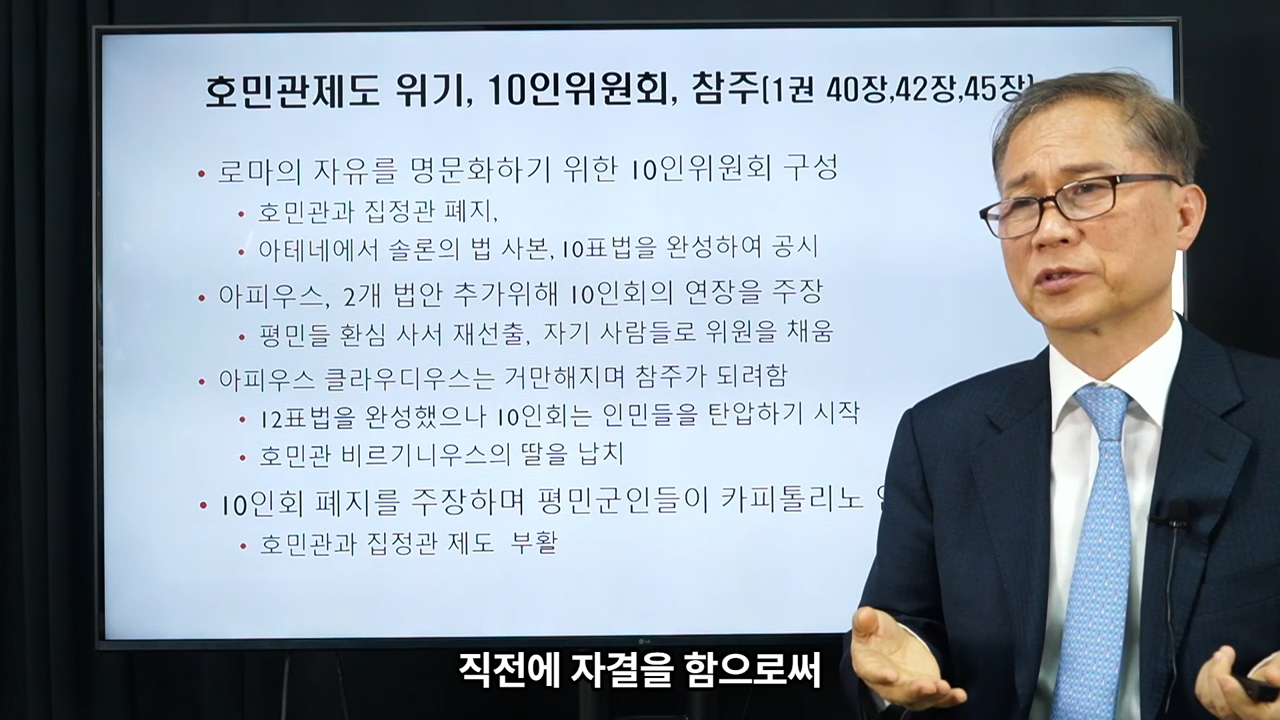 호민관제도 위기, 10인위원회, 참주(1권 40장,42장,45장)
• 로마의 자유를 명문화하기 위한 10인위원회 구성
• 호민관과 집정관 폐지,
• 아테네에서 솔론의 법 사본, 10표법을 완성하여 공시
• 아피우스, 2개 법안 추가위해 10인회의 연장을 주장
• 평민들 환심 사서 재선출, 자기 사람들로 위원을 채움
• 아피우스 클라우디우스는 거만해지며 참주가 되려함
• 12표법을 완성했으나 10인회는 인민들을 탄압하기 시작
• 호민관 비르기니우스의 딸을 납치
• 10인회 폐지를 주장하며 평민군인들이 카피톨리노
• 호민관과 집정관 제도 부활
LG
직전에 자결을 함으로써